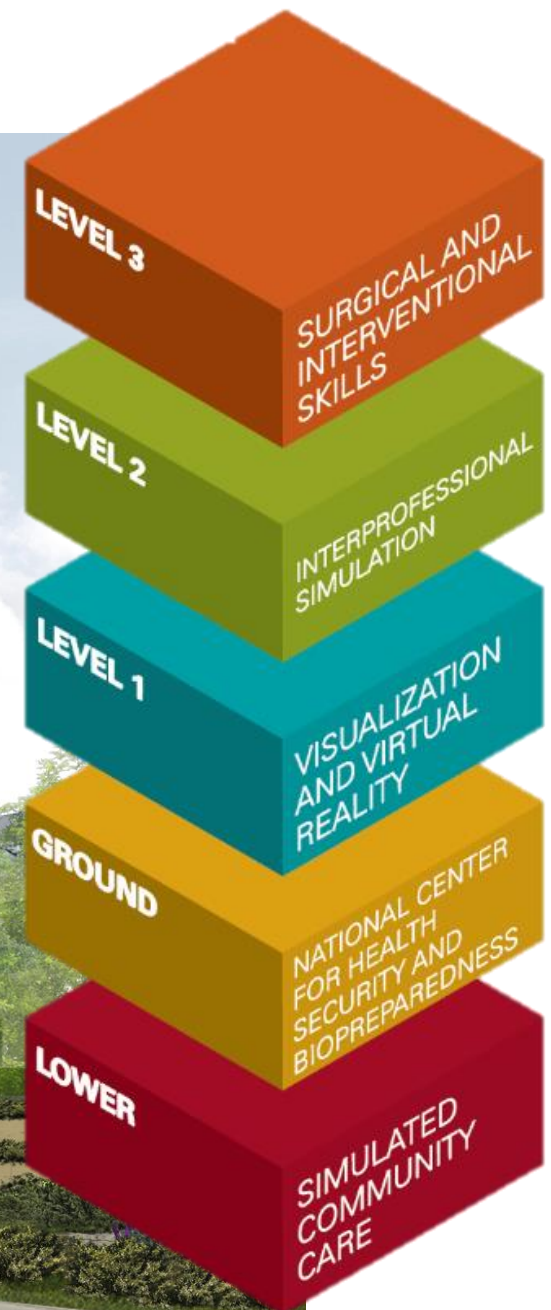 LEVEL 3
SURGICAL AND
INTERVENTIONAL
SKILLS
LEVEL 2
INTERPROFESSIONAL
SIMULATION
LEVEL 1
VISUALIZATION
AND VIRTUAL
REALITY
GROUND
NATIONAL CENTER
FOR HEALTH
SECURITY AND
BIOPREPAREDNESS
LOWER
SIMULATED
COMMUNITY
CARE